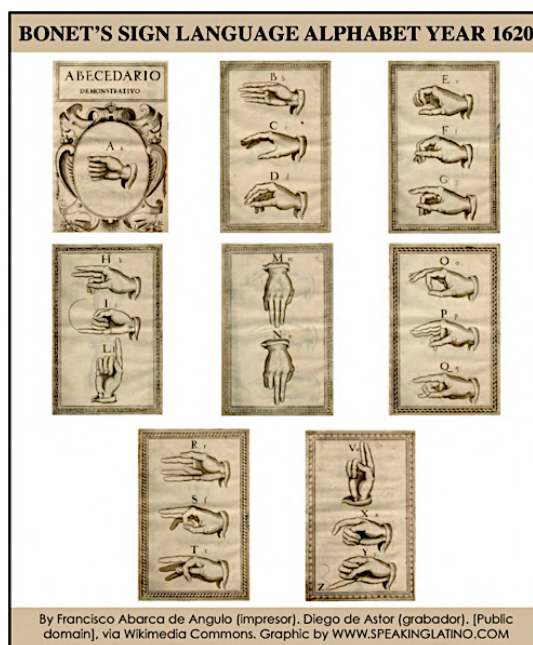 BONET'S SIGN LANGUAGE ALPHABET YEAR 1620
ABECEDARIO
DEMONSTRATIVO
A a
B b
C c
D d
E e
F f
G g
H h
I i
L l
M m
N n
O o
P p
Q q
R r
S ſ
T t
V
X x
Y y
Z
By Francisco Abarca de Angulo (impresor). Diego de Astor (grabador). [Public
domain], via Wikimedia Commons. Graphic by WWW.SPEAKINGLATINO.COM